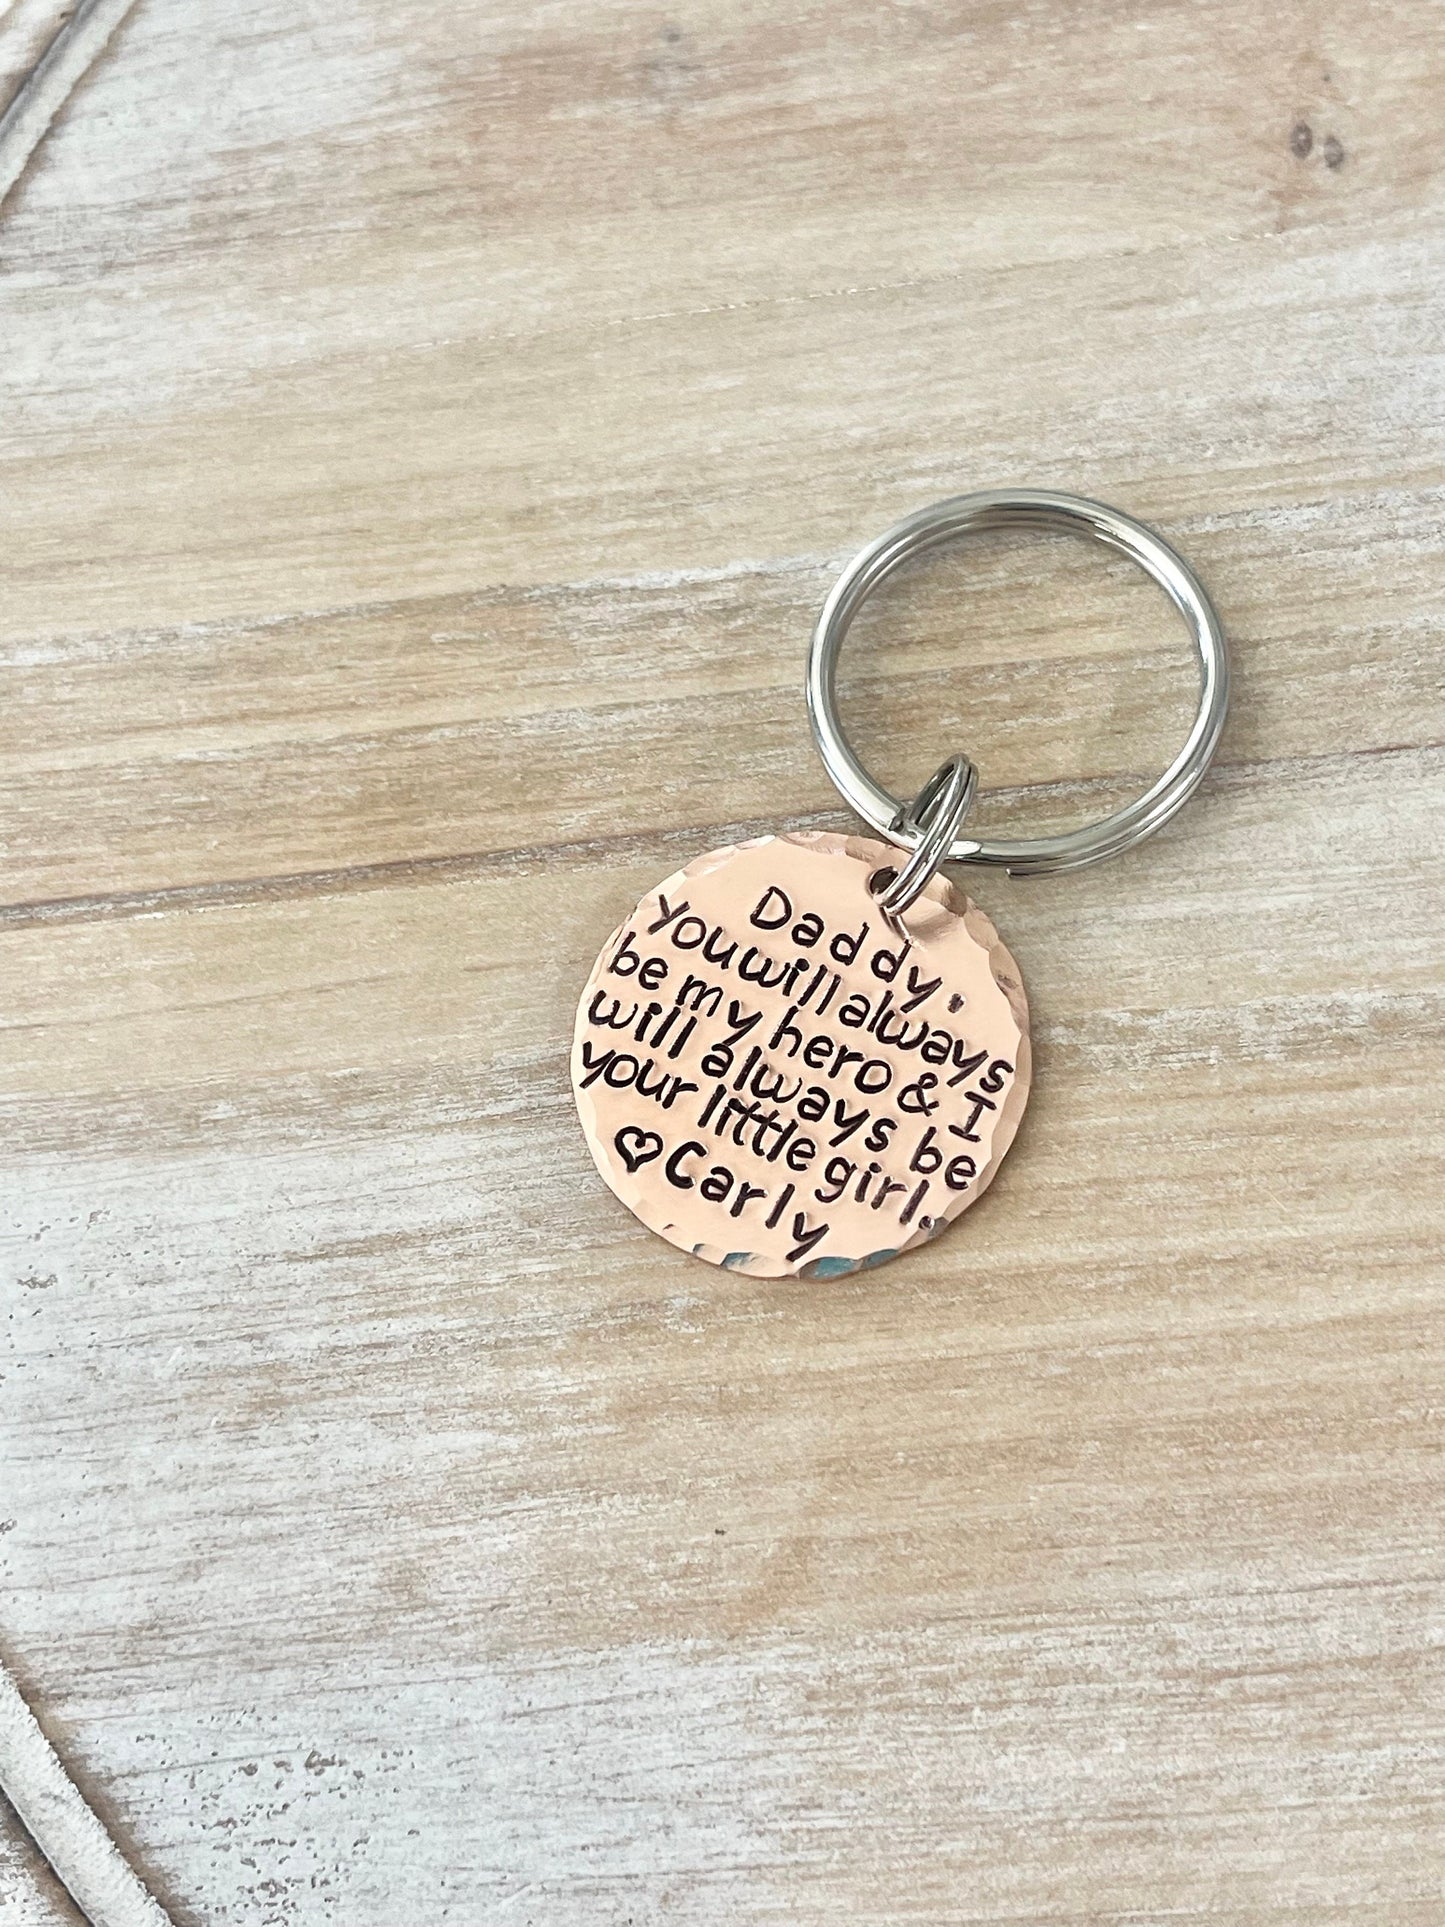 Daddy,
you will always
be my hero & I
will always be
your little girl.
♡ Carly